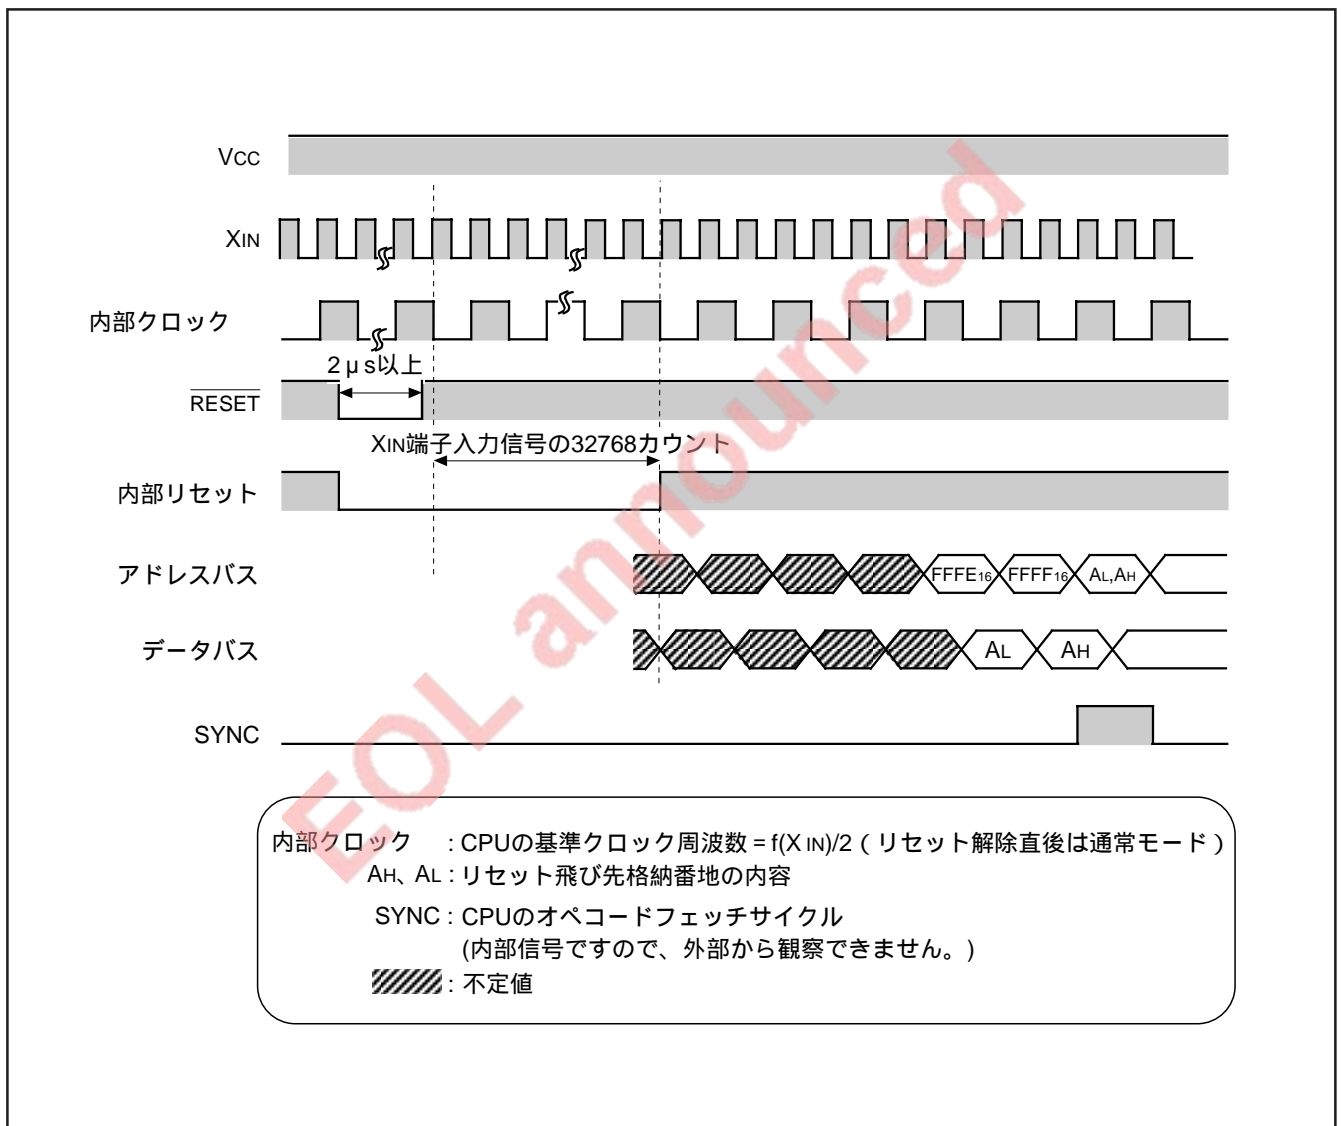 VCC
XIN
内部クロック
2μs以上
RESET
XIN端子入力信号の32768カウント
内部リセット
アドレスバス
FFFE16 FFFF16 AL,AH
データバス
AL AH
SYNC
内部クロック : CPUの基準クロック周波数 = f(XIN)/2 ( リセット解除直後は通常モード )
AH、AL : リセット飛び先格納番地の内容
SYNC : CPUのオペコードフェッチサイクル
(内部信号ですので、外部から観察できません。)
: 不定値
EOL announced